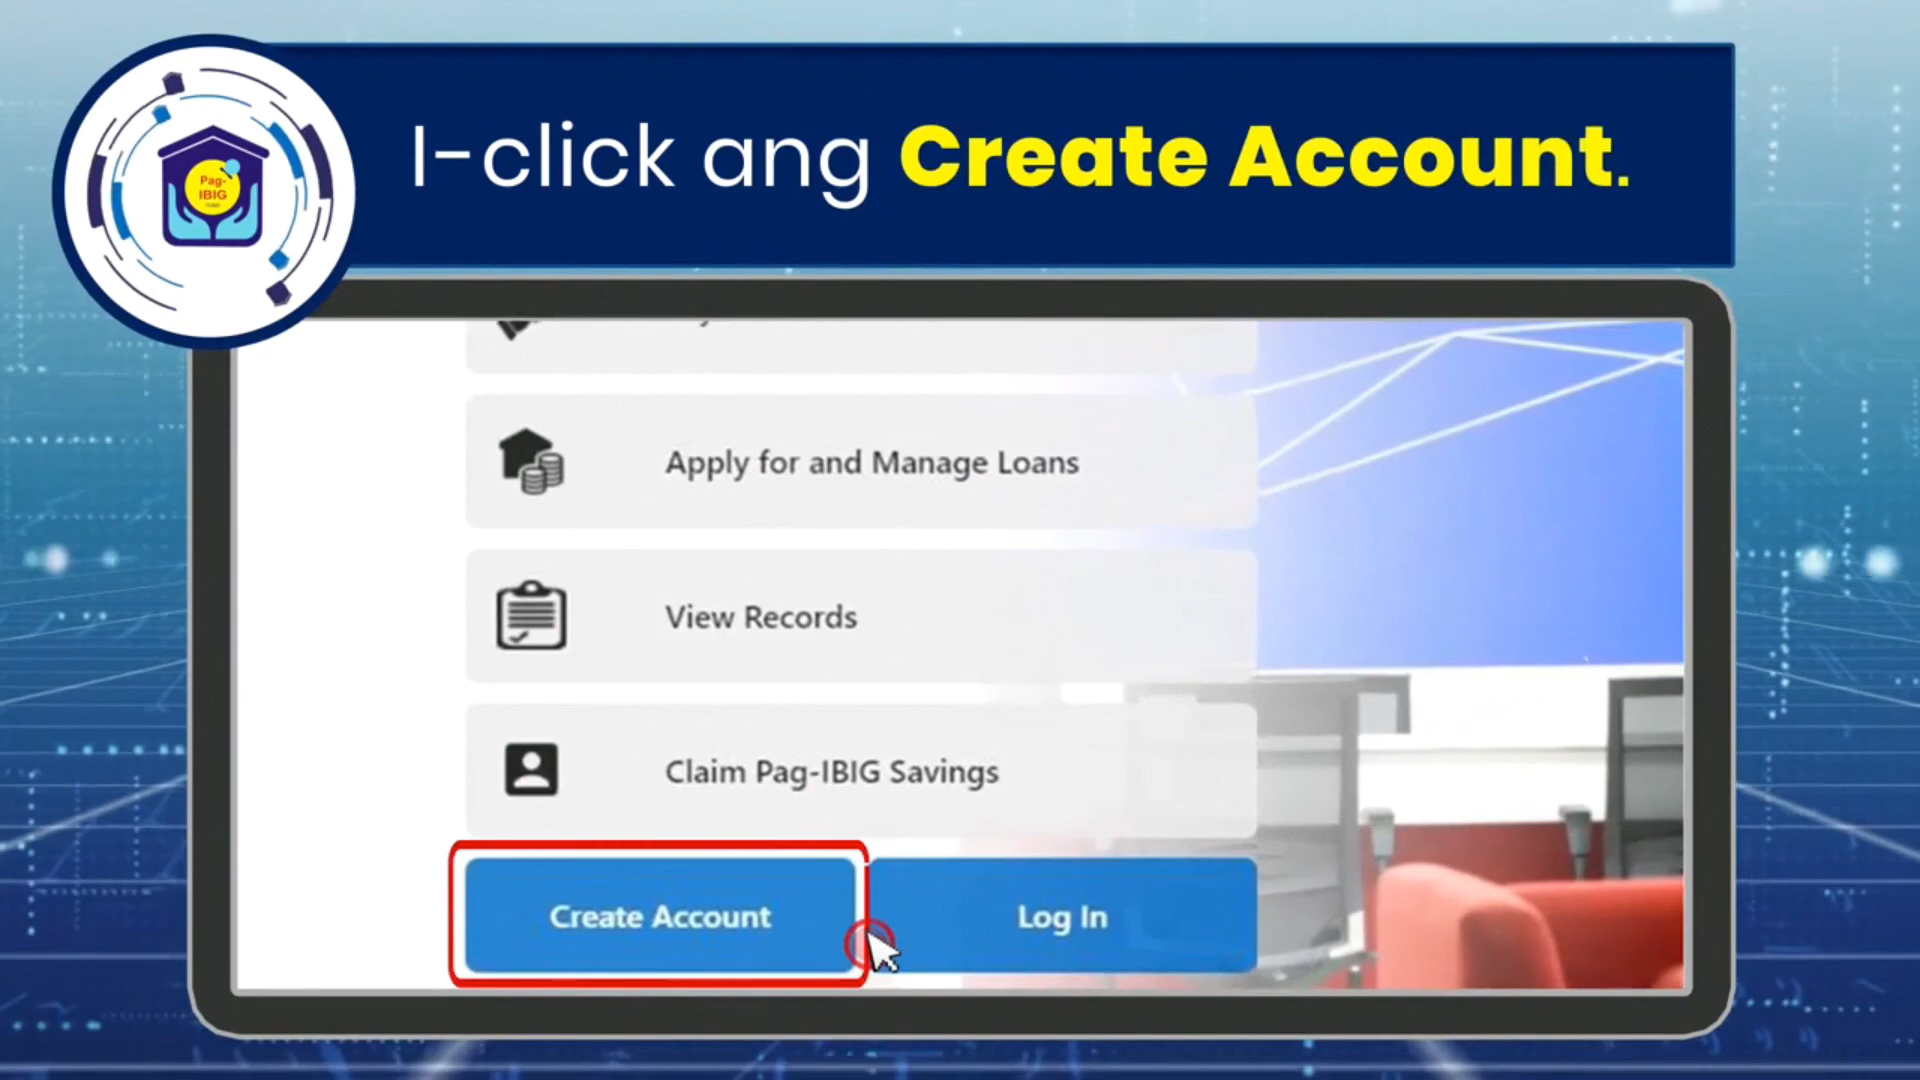 I-click ang Create Account.
Pag-
IBIG
Apply for and Manage Loans
View Records
Claim Pag-IBIG Savings
Create Account
Log In